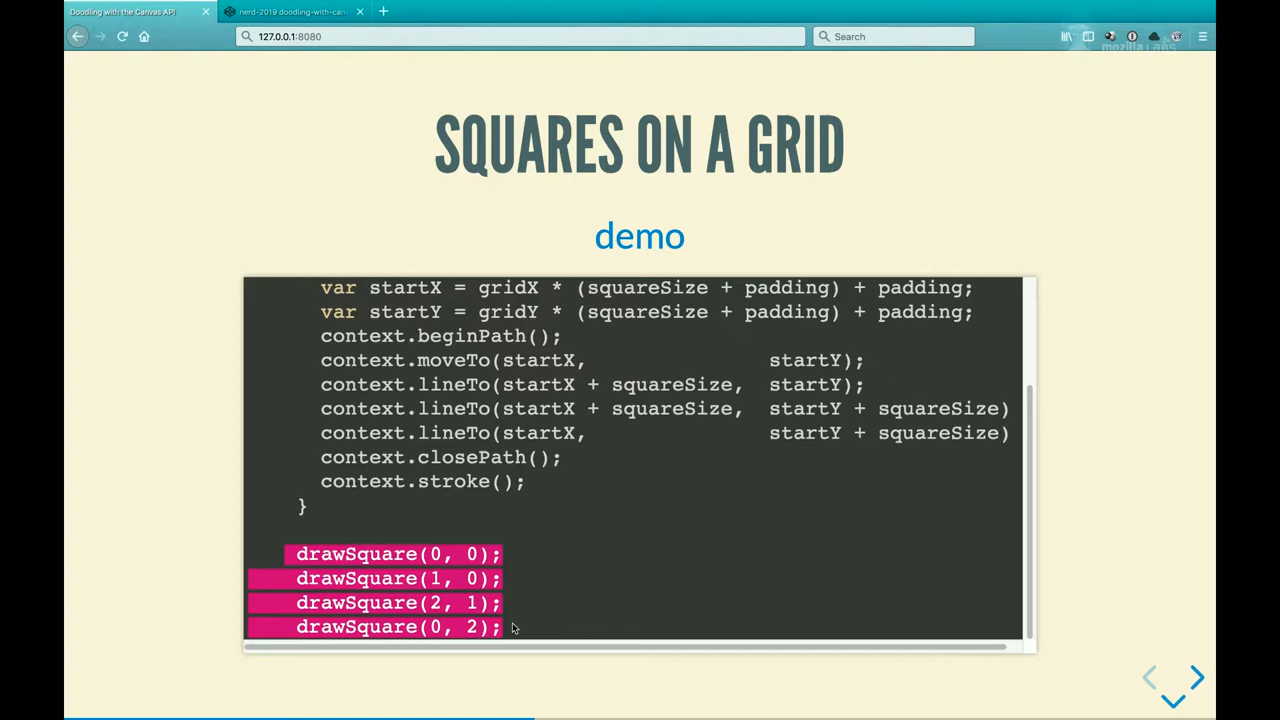 Doodling with the Canvas API
nerd-2019 doodling-with-can
127.0.0.1:8080
Search
mozilla LABS
SQUARES ON A GRID
demo
var startX = gridX * (squareSize + padding) + padding;
var startY = gridY * (squareSize + padding) + padding;
context.beginPath();
context.moveTo(startX, startY);
context.lineTo(startX + squareSize, startY);
context.lineTo(startX + squareSize, startY + squareSize)
context.lineTo(startX, startY + squareSize)
context.closePath();
context.stroke();
}
drawSquare(0, 0);
drawSquare(1, 0);
drawSquare(2, 1);
drawSquare(0, 2);